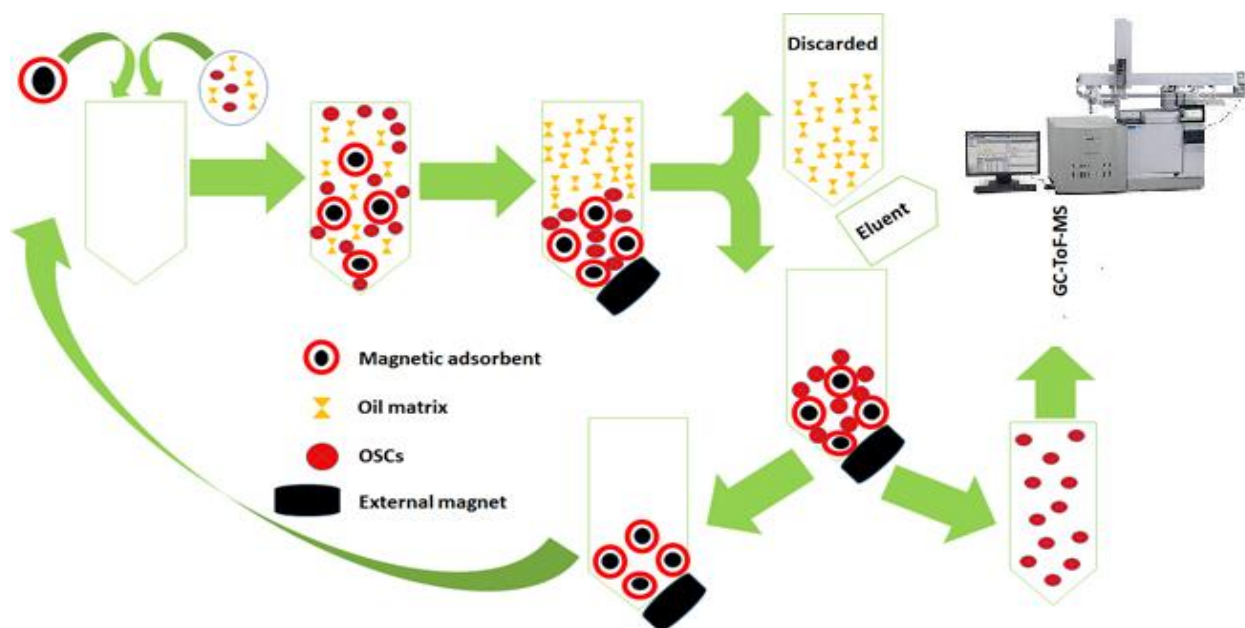 Discarded
Eluent
GC-ToF-MS
Magnetic adsorbent
Oil matrix
OSCs
External magnet